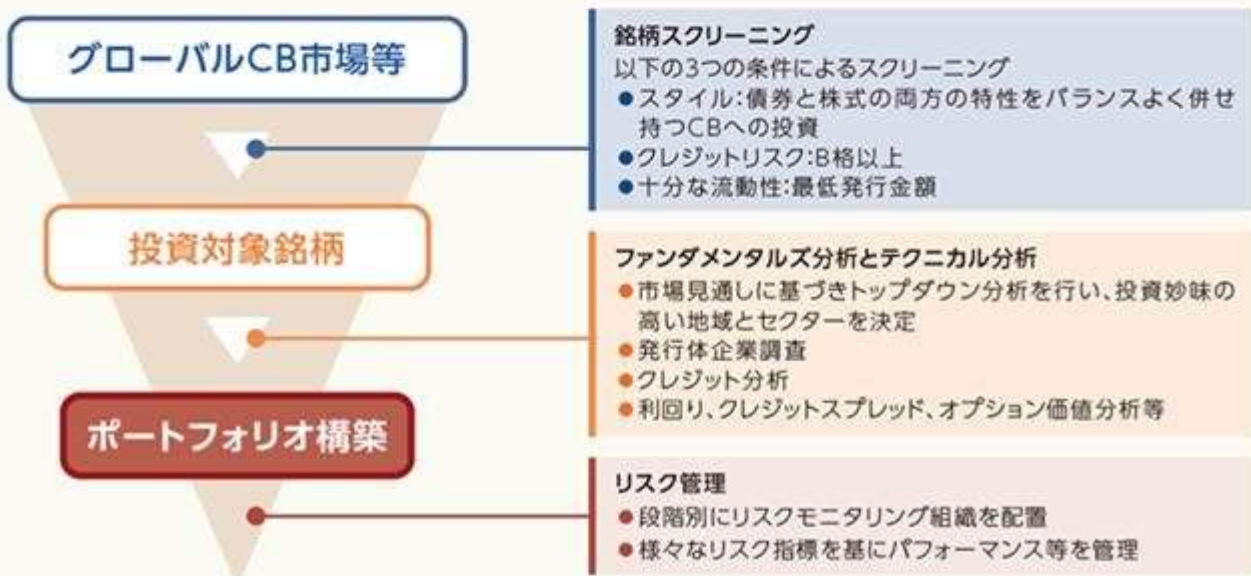 グローバルCB市場等
銘柄スクリーニング
以下の3つの条件によるスクリーニング
●スタイル:債券と株式の両方の特性をバランスよく併せ
持つCBへの投資
●クレジットリスク:B格以上
●十分な流動性:最低発行金額
投資対象銘柄
ファンダメンタルズ分析とテクニカル分析
●市場見通しに基づきトップダウン分析を行い、投資妙味の
高い地域とセクターを決定
●発行体企業調査
●クレジット分析
●利回り、クレジットスプレッド、オプション価値分析等
ポートフォリオ構築
リスク管理
●段階別にリスクモニタリング組織を配置
●様々なリスク指標を基にパフォーマンス等を管理